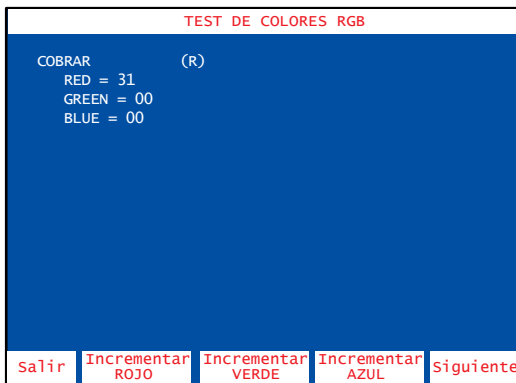 TEST DE COLORES RGB
COBRAR (R)
RED = 31
GREEN = 00
BLUE = 00
Salir
Incrementar
ROJO
Incrementar
VERDE
Incrementar
AZUL
Siguiente